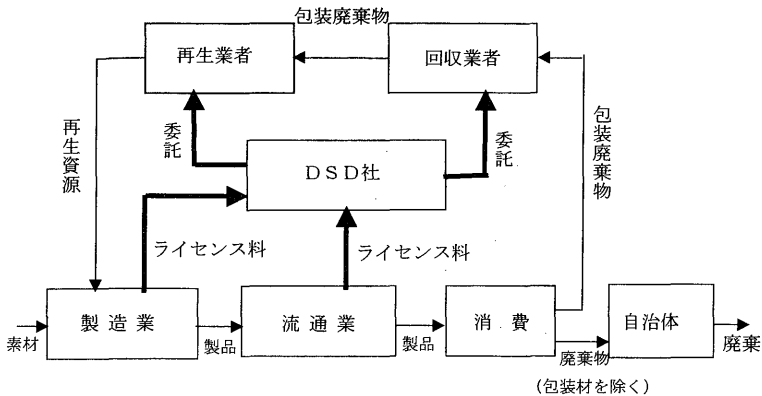 包装廃棄物
再生業者
回収業者
再生資源
委託
委託
包装廃棄物
DSD社
ライセンス料
ライセンス料
素材
製造業
製品
流通業
製品
消費
廃棄物
(包装材を除く)
自治体
廃棄